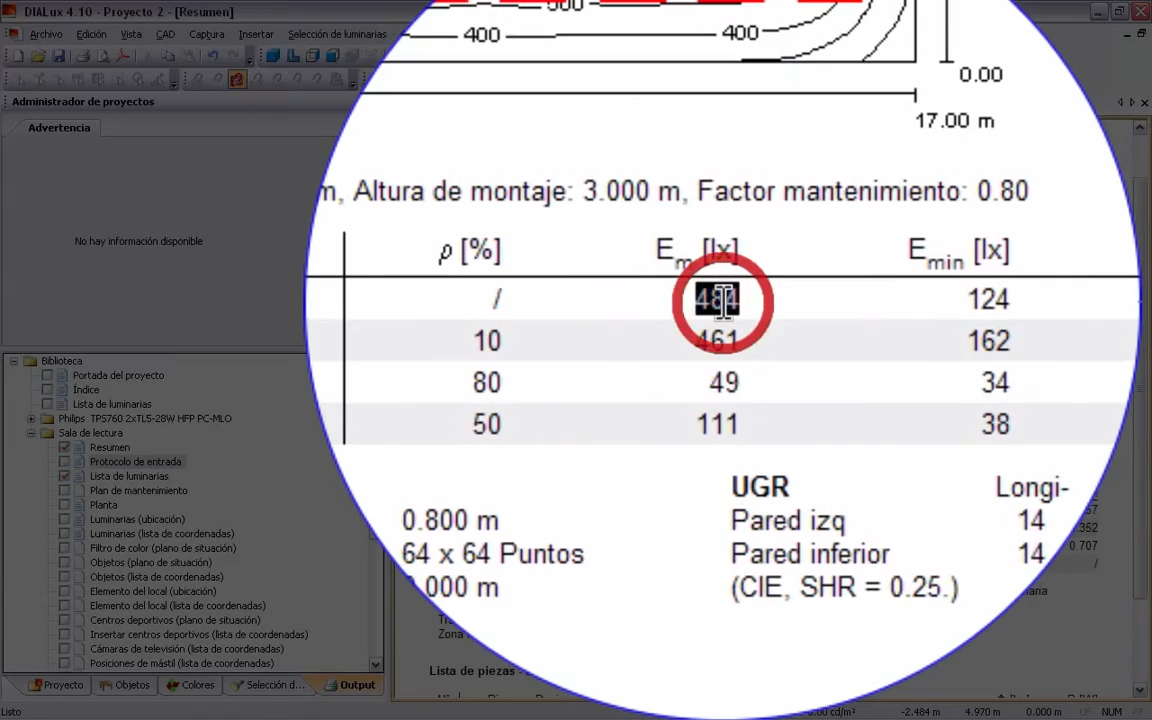 DIALux 4.10 - Proyecto 2 - [Resumen]
Archivo Edición Vista CAD Captura Insertar Selección de luminarias
Administrador de proyectos
Advertencia
No hay información disponible
Biblioteca
Portada del proyecto
Índice
Lista de luminarias
Philips TPS760 2xTL5-28W HFP PC-MLO
Sala de lectura
Resumen
Protocolo de entrada
Lista de luminarias
Plan de mantenimiento
Planta
Luminarias (ubicación)
Luminarias (lista de coordenadas)
Filtro de color (plano de situación)
Objetos (plano de situación)
Objetos (lista de coordenadas)
Elemento del local (ubicación)
Elemento del local (lista de coordenadas)
Centros deportivos (plano de situación)
Insertar centros deportivos (lista de coordenadas)
Cámaras de televisión (lista de coordenadas)
Posiciones de mástil (lista de coordenadas)
Proyecto Objetos Colores Selección d... Output
Listo
400 400
0.00
17.00 m
m, Altura de montaje: 3.000 m, Factor mantenimiento: 0.80
ρ [%] Em [lx] Emin [lx]
/ 484 124
10 461 162
80 49 34
50 111 38
UGR Longi-
0.800 m Pared izq 14
64 x 64 Puntos Pared inferior 14
.000 m (CIE, SHR = 0.25.)
.352
0.707
/
Lista de piezas -
-2.484 m 4.970 m 0.000 m NUM